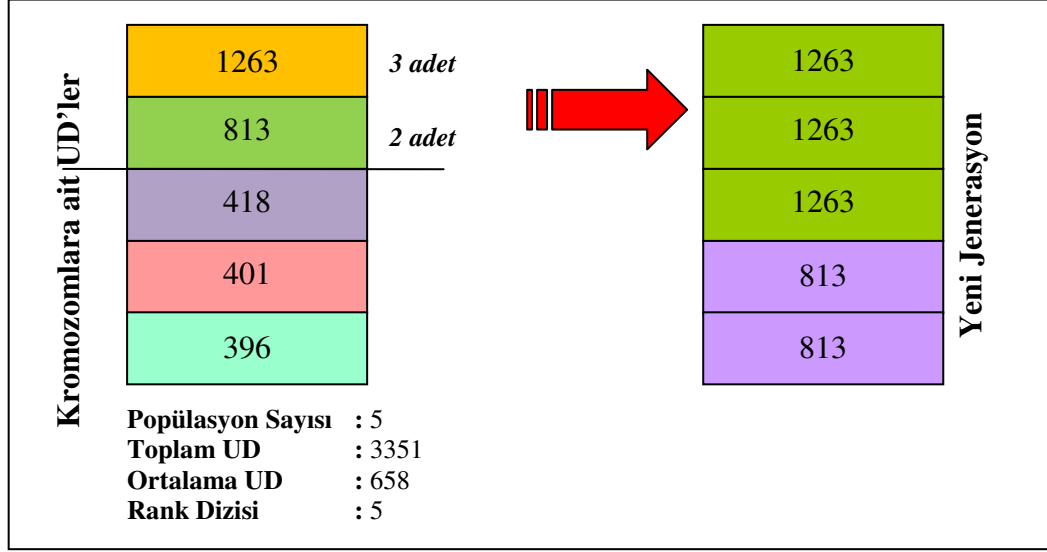 Kromozomlara ait UD’ler
1263
3 adet
813
2 adet
418
401
396
Popülasyon Sayısı : 5
Toplam UD : 3351
Ortalama UD : 658
Rank Dizisi : 5
1263
1263
1263
813
813
Yeni Jenerasyon